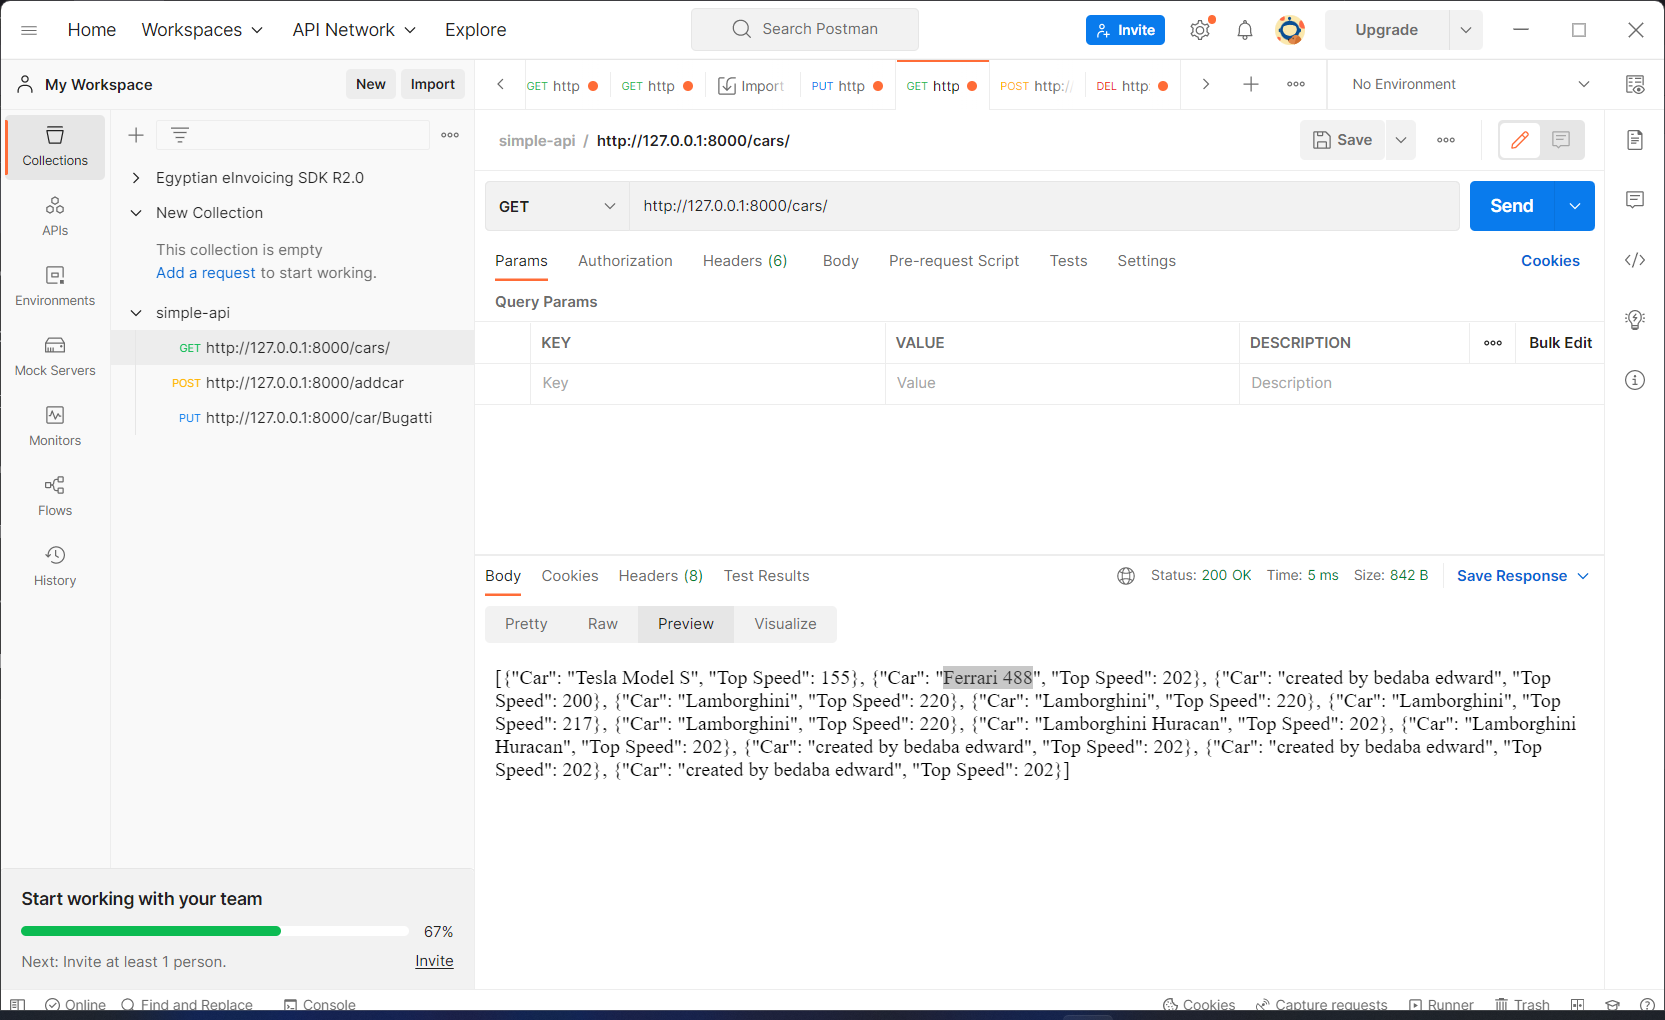 Home Workspaces API Network Explore Search Postman Invite Upgrade
My Workspace New Import GET http GET http Import PUT http GET http POST http:/ DEL http No Environment
Collections
APIs
Environments
Mock Servers
Monitors
Flows
History
Egyptian eInvoicing SDK R2.0
New Collection
This collection is empty
Add a request to start working.
simple-api
GET http://127.0.0.1:8000/cars/
POST http://127.0.0.1:8000/addcar
PUT http://127.0.0.1:8000/car/Bugatti
Start working with your team
67%
Next: Invite at least 1 person. Invite
simple-api / http://127.0.0.1:8000/cars/ Save
GET http://127.0.0.1:8000/cars/ Send
Params Authorization Headers (6) Body Pre-request Script Tests Settings Cookies
Query Params
KEY VALUE DESCRIPTION Bulk Edit
Key Value Description
Body Cookies Headers (8) Test Results Status: 200 OK Time: 5 ms Size: 842 B Save Response
Pretty Raw Preview Visualize
[{"Car": "Tesla Model S", "Top Speed": 155}, {"Car": "Ferrari 488", "Top Speed": 202}, {"Car": "created by bedaba edward", "Top
Speed": 200}, {"Car": "Lamborghini", "Top Speed": 220}, {"Car": "Lamborghini", "Top Speed": 220}, {"Car": "Lamborghini", "Top
Speed": 217}, {"Car": "Lamborghini", "Top Speed": 220}, {"Car": "Lamborghini Huracan", "Top Speed": 202}, {"Car": "Lamborghini
Huracan", "Top Speed": 202}, {"Car": "created by bedaba edward", "Top Speed": 202}, {"Car": "created by bedaba edward", "Top
Speed": 202}, {"Car": "created by bedaba edward", "Top Speed": 202}]
Online Find and Replace Console Cookies Capture requests Runner Trash